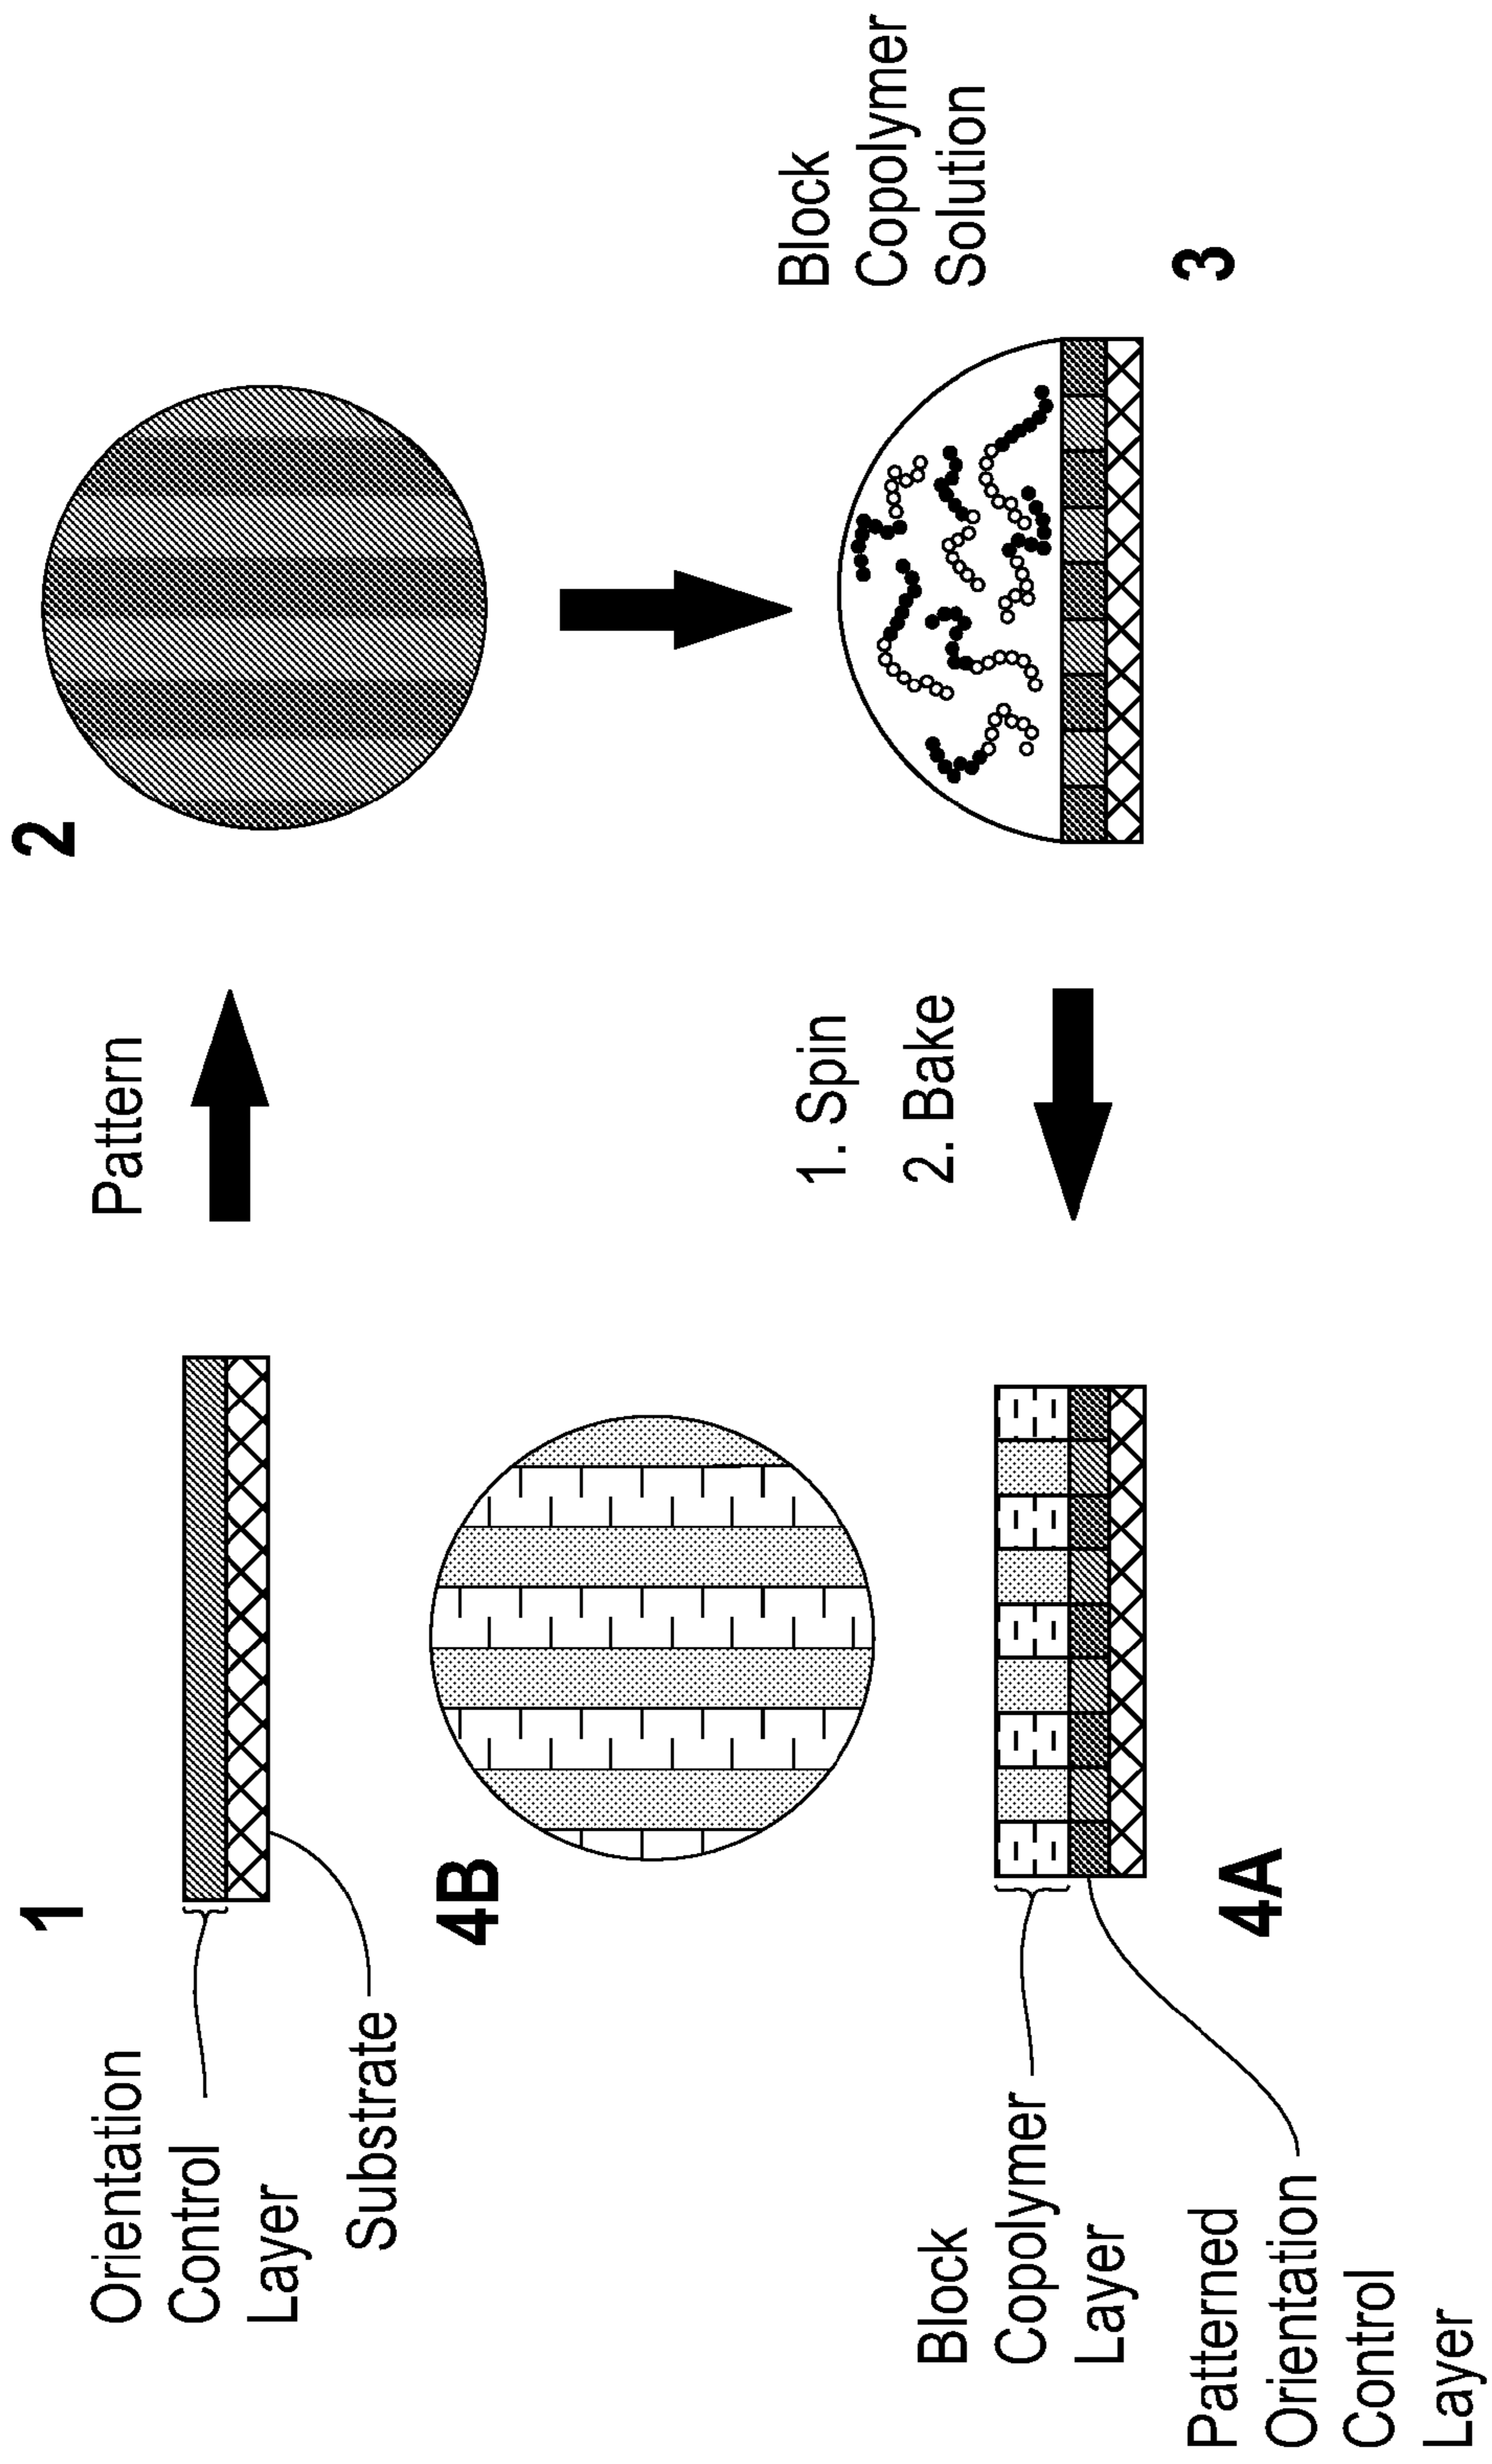 1
Orientation
Control
Layer
Substrate
Pattern
2
Block
Copolymer
Solution
3
1. Spin
2. Bake
4B
Block
Copolymer
Layer
Patterned
Orientation
Control
Layer
4A